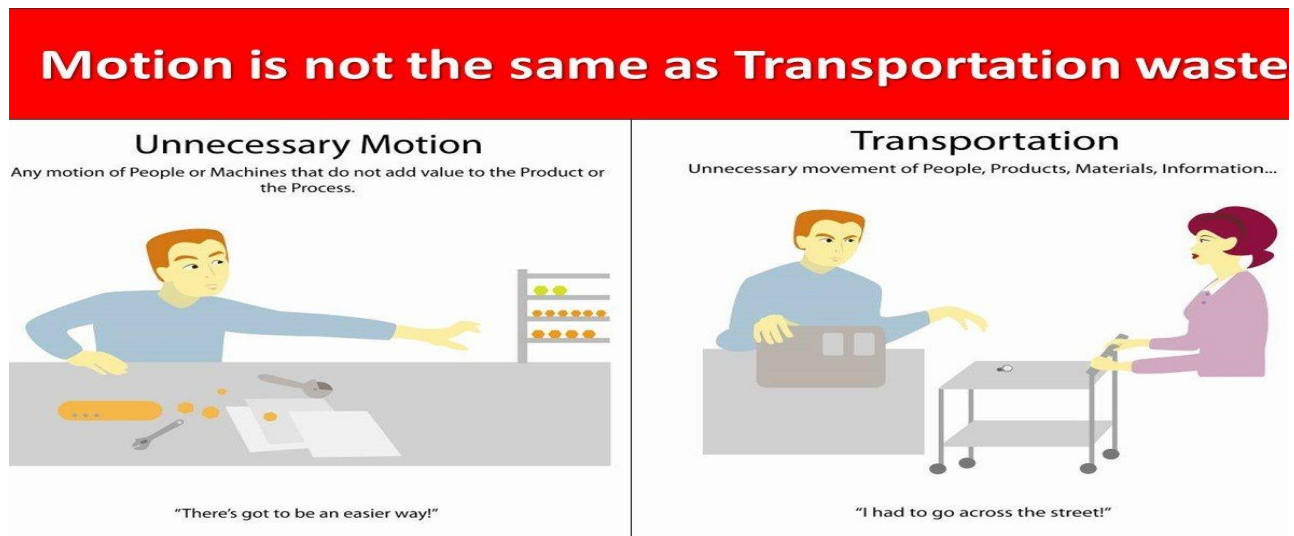 Motion is not the same as Transportation waste
Unnecessary Motion
Any motion of People or Machines that do not add value to the Product or
the Process.
"There's got to be an easier way!"
Transportation
Unnecessary movement of People, Products, Materials, Information...
"I had to go across the street!"